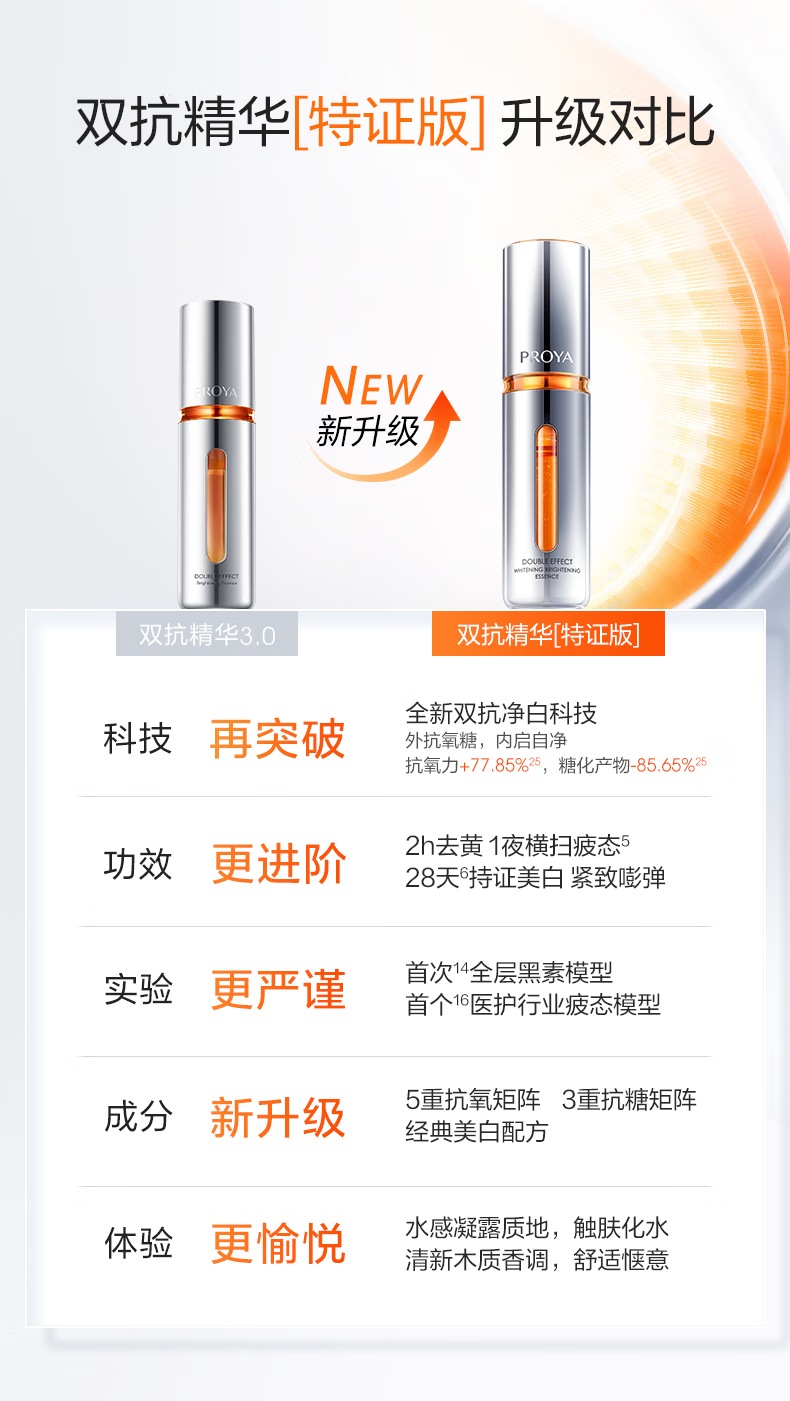 双抗精华[特证版] 升级对比
PROYA
NEW
新升级
PROYA
DOUBLE EFFECT
Brightening Essence
DOUBLE EFFECT
WHITENING BRIGHTENING
ESSENCE
双抗精华3.0
双抗精华[特证版]
科技 再突破
全新双抗净白科技
外抗氧糖，内启自净
抗氧力+77.85%²⁵，糖化产物-85.65%²⁵
功效 更进阶
2h去黄 1夜横扫疲态⁵
28天⁶持证美白 紧致嘭弹
实验 更严谨
首次¹⁴全层黑素模型
首个¹⁶医护行业疲态模型
成分 新升级
5重抗氧矩阵 3重抗糖矩阵
经典美白配方
体验 更愉悦
水感凝露质地，触肤化水
清新木质香调，舒适惬意